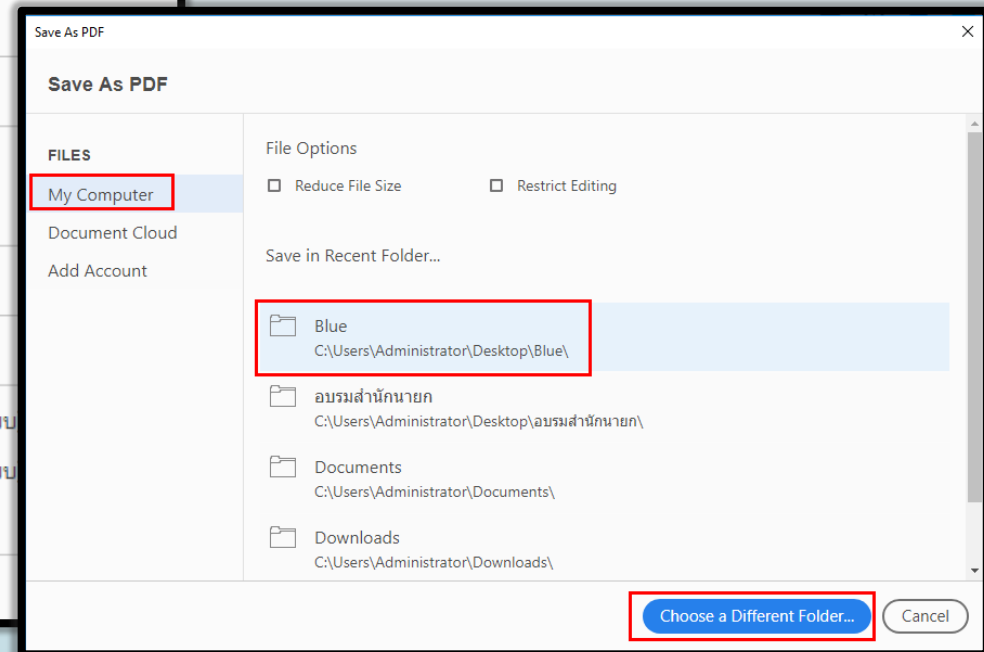 Save As PDF
Save As PDF
FILES
My Computer
Document Cloud
Add Account
File Options
Reduce File Size
Restrict Editing
Save in Recent Folder...
Blue
C:\Users\Administrator\Desktop\Blue\
อบรมสำนักนายก
C:\Users\Administrator\Desktop\อบรมสำนักนายก\
Documents
C:\Users\Administrator\Documents\
Downloads
C:\Users\Administrator\Downloads\
Choose a Different Folder...
Cancel